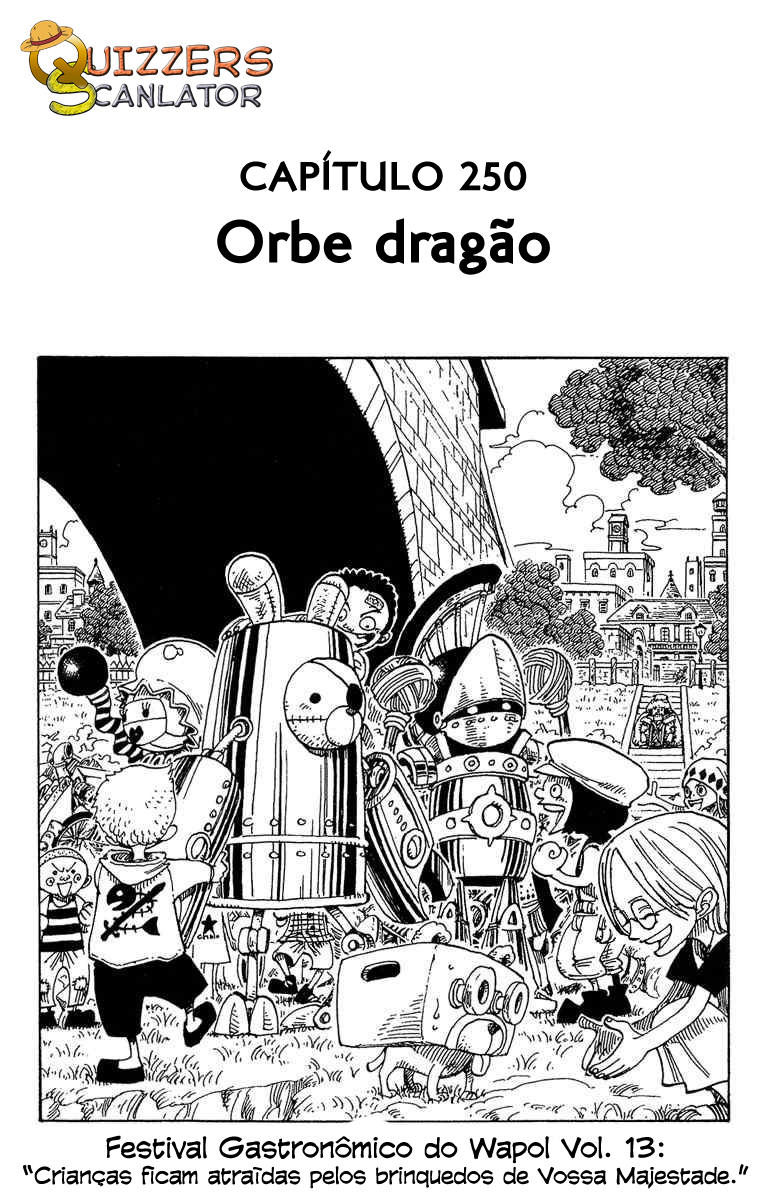 QUIZZERS
SCANLATOR
CAPÍTULO 250
Orbe dragão
Festival Gastronômico do Wapol Vol. 13:
“Crianças ficam atraídas pelos brinquedos de Vossa Majestade.”